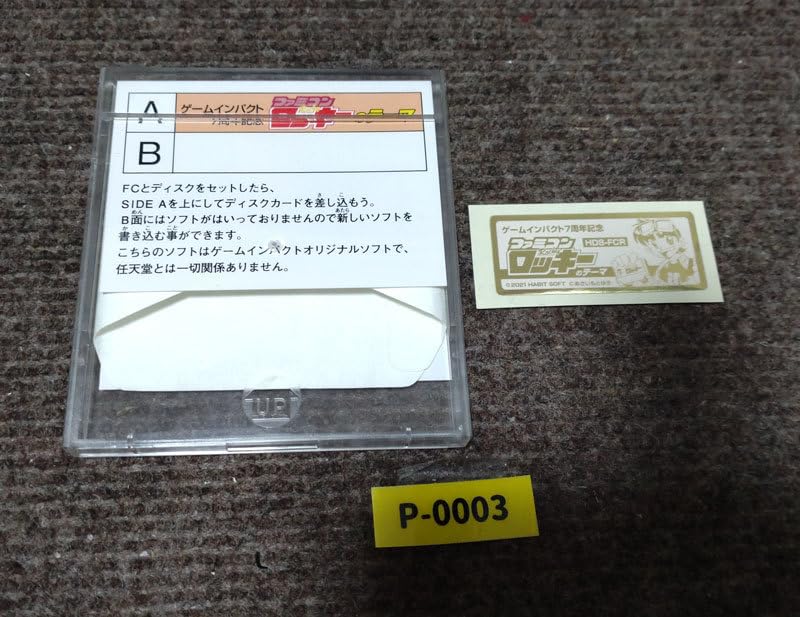 A
ゲームインパクト
7周年記念
ファミコン
ロッキーのテーマ
B
FCとディスクをセットしたら、
SIDE Aを上にしてディスクカードを差し込もう。
B面にはソフトがはいっておりませんので新しいソフトを
書き込む事ができます。
こちらのソフトはゲームインパクトオリジナルソフトで、
任天堂とは一切関係ありません。
UP
ゲームインパクト7周年記念
ファミコン HDS-FCR
ロッキー
のテーマ
©2021 HABIT SOFT ©あさいもとゆき
P-0003